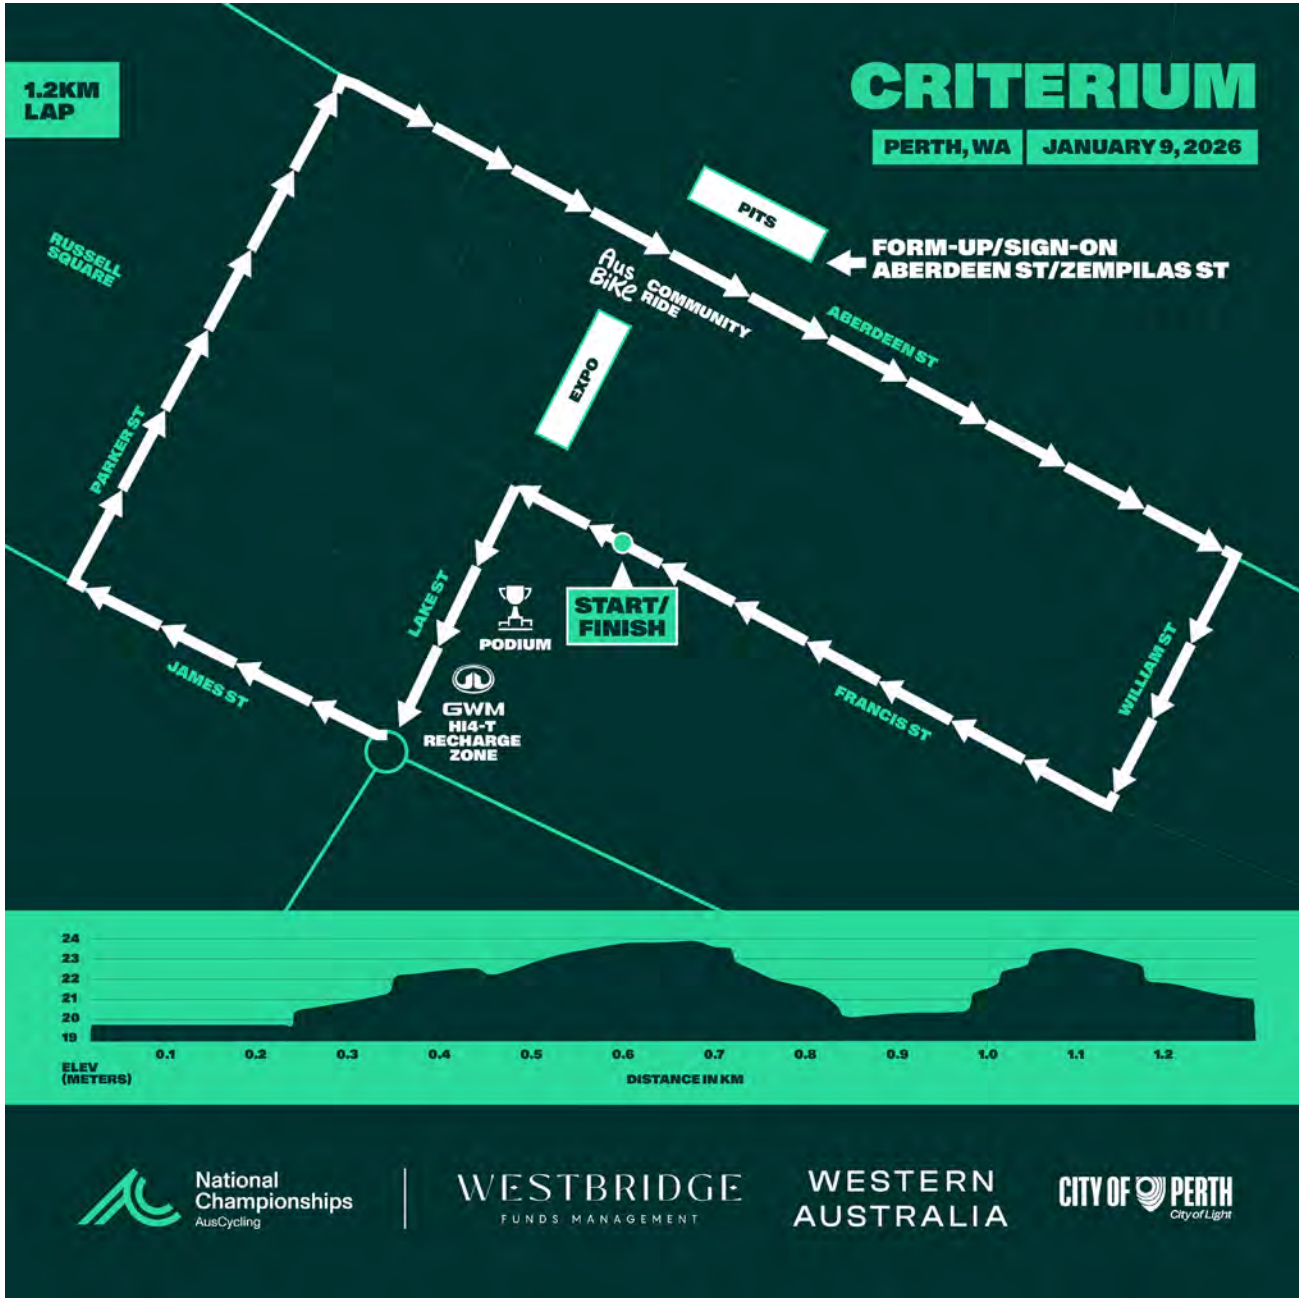 1.2KM
LAP
CRITERIUM
PERTH, WA
JANUARY 9, 2026
PITS
FORM-UP/SIGN-ON
ABERDEEN ST/ZEMPILAS ST
RUSSELL
SQUARE
Aus
Bike
COMMUNITY
RIDE
ABERDEEN ST
EXPO
PARKER ST
LAKE ST
PODIUM
START/
FINISH
WILLIAM ST
JAMES ST
GWM
HI4-T
RECHARGE
ZONE
FRANCIS ST
24
23
22
21
20
19
0.1 0.2 0.3 0.4 0.5 0.6 0.7 0.8 0.9 1.0 1.1 1.2
ELEV
(METERS)
DISTANCE IN KM
National
Championships
AusCycling
WESTBRIDGE
FUNDS MANAGEMENT
WESTERN
AUSTRALIA
CITY OF PERTH
City of Light